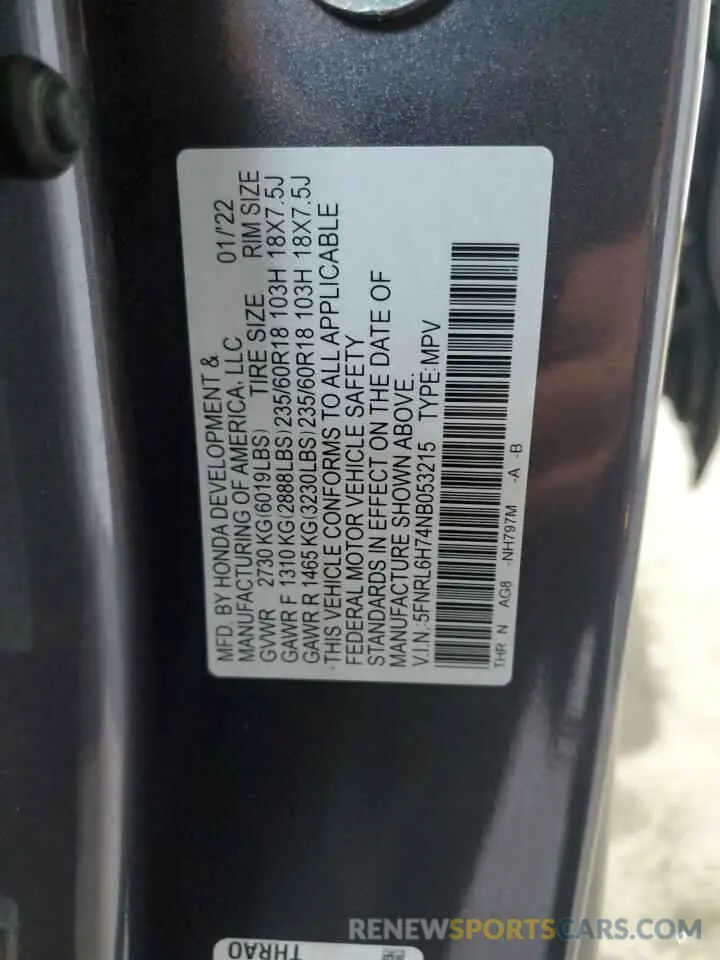 MFD. BY HONDA DEVELOPMENT &
MANUFACTURING OF AMERICA, LLC 01/'22
GVWR 2730 KG(6019LBS) TIRE SIZE RIM SIZE
GAWR F 1310 KG(2888LBS) 235/60R18 103H 18X7.5J
GAWR R 1465 KG(3230LBS) 235/60R18 103H 18X7.5J
THIS VEHICLE CONFORMS TO ALL APPLICABLE
FEDERAL MOTOR VEHICLE SAFETY
STANDARDS IN EFFECT ON THE DATE OF
MANUFACTURE SHOWN ABOVE.
V.I.N.:5FNRL6H74NB053215 TYPE:MPV
THR N AG8 -NH797M -A -B
THRA0
RENEWSPORTSCARS.COM